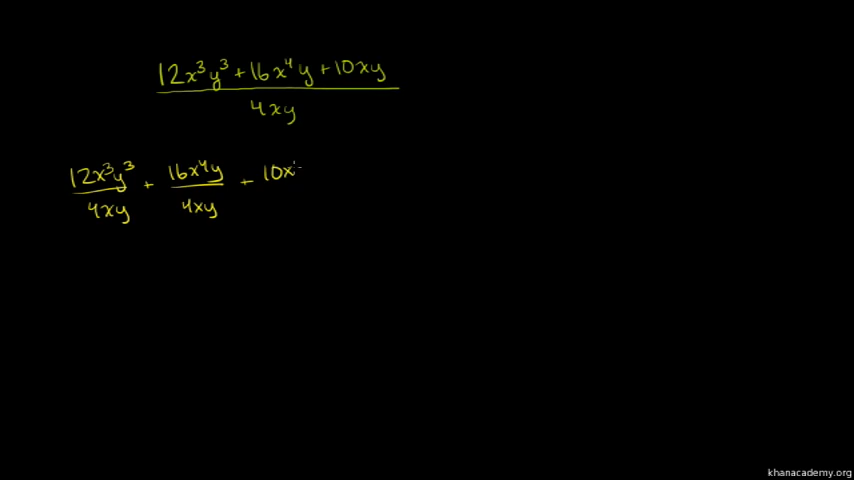 12x³y³ + 16x⁴y + 10xy
4xy
12x³y³ + 16x⁴y + 10x
4xy 4xy
khanacademy.org